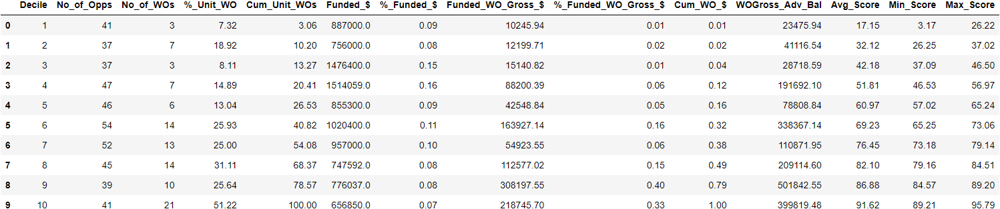 Decile No_of_Opps No_of_WOs %_Unit_WO Cum_Unit_WOs Funded_$ %_Funded_$ Funded_WO_Gross_$ %_Funded_WO_Gross_$ Cum_WO_$ WOGross_Adv_Bal Avg_Score Min_Score Max_Score
0 1 41 3 7.32 3.06 887000.0 0.09 10245.94 0.01 0.01 23475.94 17.15 3.17 26.22
1 2 37 7 18.92 10.20 756000.0 0.08 12199.71 0.02 0.02 41116.54 32.12 26.25 37.02
2 3 37 3 8.11 13.27 1476400.0 0.15 15140.82 0.01 0.04 28718.59 42.18 37.09 46.50
3 4 47 7 14.89 20.41 1514059.0 0.16 88200.39 0.06 0.12 191692.10 51.81 46.53 56.97
4 5 46 6 13.04 26.53 855300.0 0.09 42548.84 0.05 0.16 78808.84 60.97 57.02 65.24
5 6 54 14 25.93 40.82 1020400.0 0.11 163927.14 0.16 0.32 338367.14 69.23 65.25 73.06
6 7 52 13 25.00 54.08 957000.0 0.10 54923.55 0.06 0.38 110871.95 76.45 73.18 79.14
7 8 45 14 31.11 68.37 747592.0 0.08 112577.02 0.15 0.49 209114.60 82.10 79.16 84.51
8 9 39 10 25.64 78.57 776037.0 0.08 308197.55 0.40 0.79 501842.55 86.88 84.57 89.20
9 10 41 21 51.22 100.00 656850.0 0.07 218745.70 0.33 1.00 399819.48 91.62 89.21 95.79